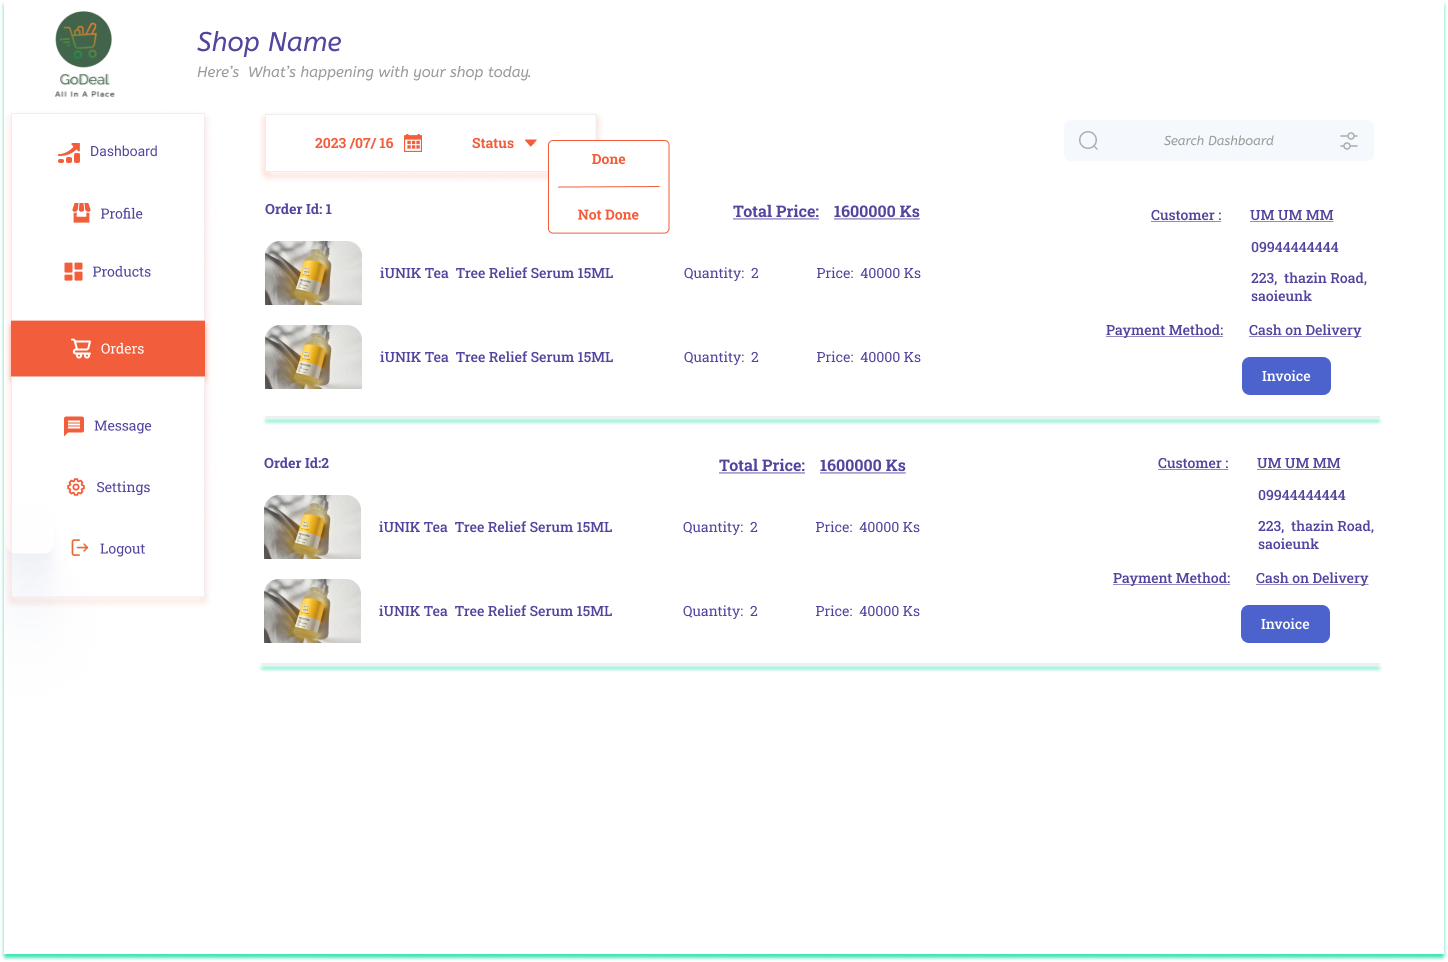 GoDeal
All In A Place
Shop Name
Here's What's happening with your shop today.
Dashboard
Profile
Products
Orders
Message
Settings
Logout
2023 /07/ 16
Status
Done
Not Done
Search Dashboard
Order Id: 1
Total Price: 1600000 Ks
iUNIK Tea Tree Relief Serum 15ML Quantity: 2 Price: 40000 Ks
iUNIK Tea Tree Relief Serum 15ML Quantity: 2 Price: 40000 Ks
Customer : UM UM MM
09944444444
223, thazin Road,
saoieunk
Payment Method: Cash on Delivery
Invoice
Order Id:2
Total Price: 1600000 Ks
iUNIK Tea Tree Relief Serum 15ML Quantity: 2 Price: 40000 Ks
iUNIK Tea Tree Relief Serum 15ML Quantity: 2 Price: 40000 Ks
Customer : UM UM MM
09944444444
223, thazin Road,
saoieunk
Payment Method: Cash on Delivery
Invoice